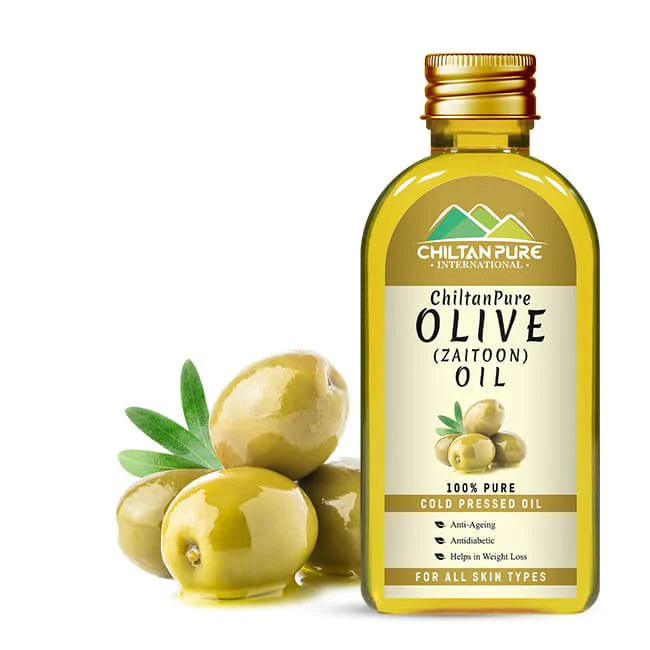 CHILTAN PURE
• INTERNATIONAL •
ChiltanPure
OLIVE
(ZAITOON)
OIL
100% PURE
COLD PRESSED OIL
Anti-Ageing
Antidiabetic
Helps in Weight Loss
FOR ALL SKIN TYPES